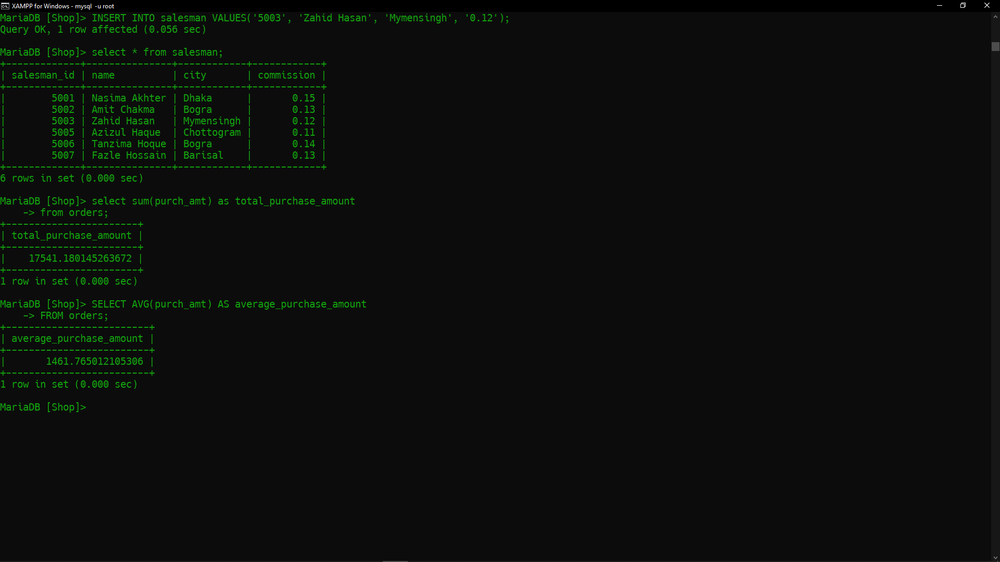 XAMPP for Windows - mysql  -u root
MariaDB [Shop]> INSERT INTO salesman VALUES('5003', 'Zahid Hasan', 'Mymensingh', '0.12');
Query OK, 1 row affected (0.056 sec)

MariaDB [Shop]> select * from salesman;
+-------------+---------------+------------+------------+
| salesman_id | name          | city       | commission |
+-------------+---------------+------------+------------+
|        5001 | Nasima Akhter | Dhaka      |       0.15 |
|        5002 | Amit Chakma   | Bogra      |       0.13 |
|        5003 | Zahid Hasan   | Mymensingh |       0.12 |
|        5005 | Azizul Haque  | Chottogram |       0.11 |
|        5006 | Tanzima Hoque | Bogra      |       0.14 |
|        5007 | Fazle Hossain | Barisal    |       0.13 |
+-------------+---------------+------------+------------+
6 rows in set (0.000 sec)

MariaDB [Shop]> select sum(purch_amt) as total_purchase_amount
    -> from orders;
+-----------------------+
| total_purchase_amount |
+-----------------------+
|    17541.180145263672 |
+-----------------------+
1 row in set (0.000 sec)

MariaDB [Shop]> SELECT AVG(purch_amt) AS average_purchase_amount
    -> FROM orders;
+-------------------------+
| average_purchase_amount |
+-------------------------+
|       1461.765012105306 |
+-------------------------+
1 row in set (0.000 sec)

MariaDB [Shop]>